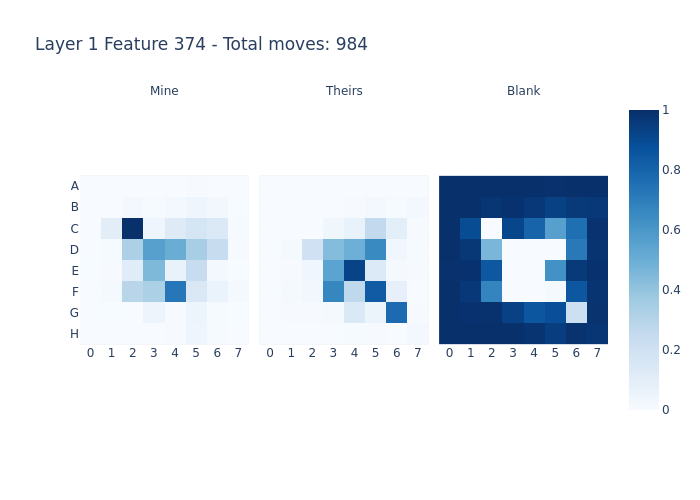 Layer 1 Feature 374 - Total moves: 984
Mine Theirs Blank
1
A
B
C
D
E
F
G
H
0.8
0.6
0.4
0.2
0
0 1 2 3 4 5 6 7 0 1 2 3 4 5 6 7 0 1 2 3 4 5 6 7